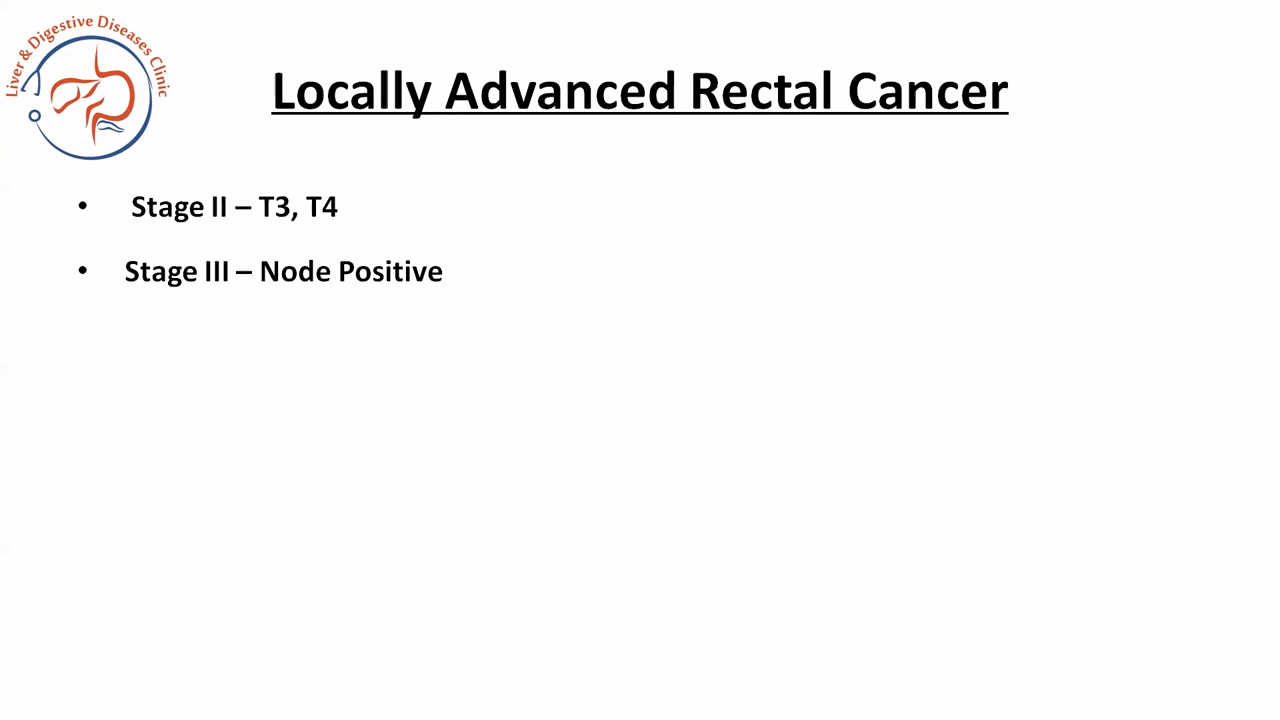 Liver & Digestive Diseases Clinic
Locally Advanced Rectal Cancer
• Stage II – T3, T4
• Stage III – Node Positive